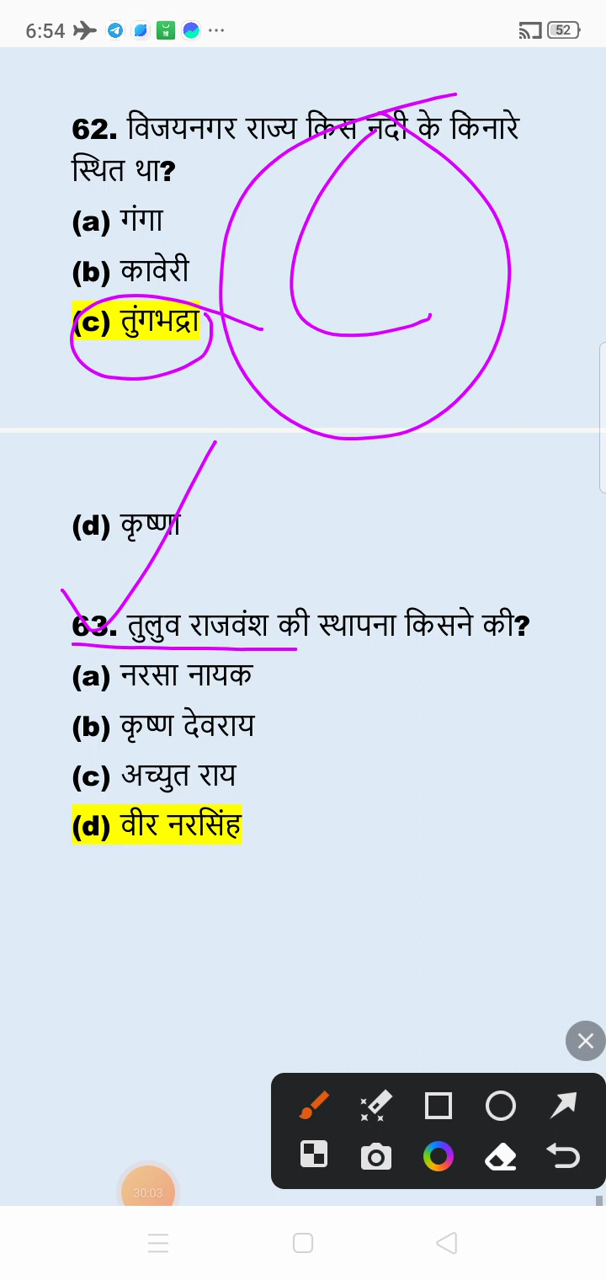 6:54
52
62. विजयनगर राज्य किस नदी के किनारे
स्थित था?
(a) गंगा
(b) कावेरी
(c) तुंगभद्रा
(d) कृष्णा
63. तुलुव राजवंश की स्थापना किसने की?
(a) नरसा नायक
(b) कृष्ण देवराय
(c) अच्युत राय
(d) वीर नरसिंह
30:03